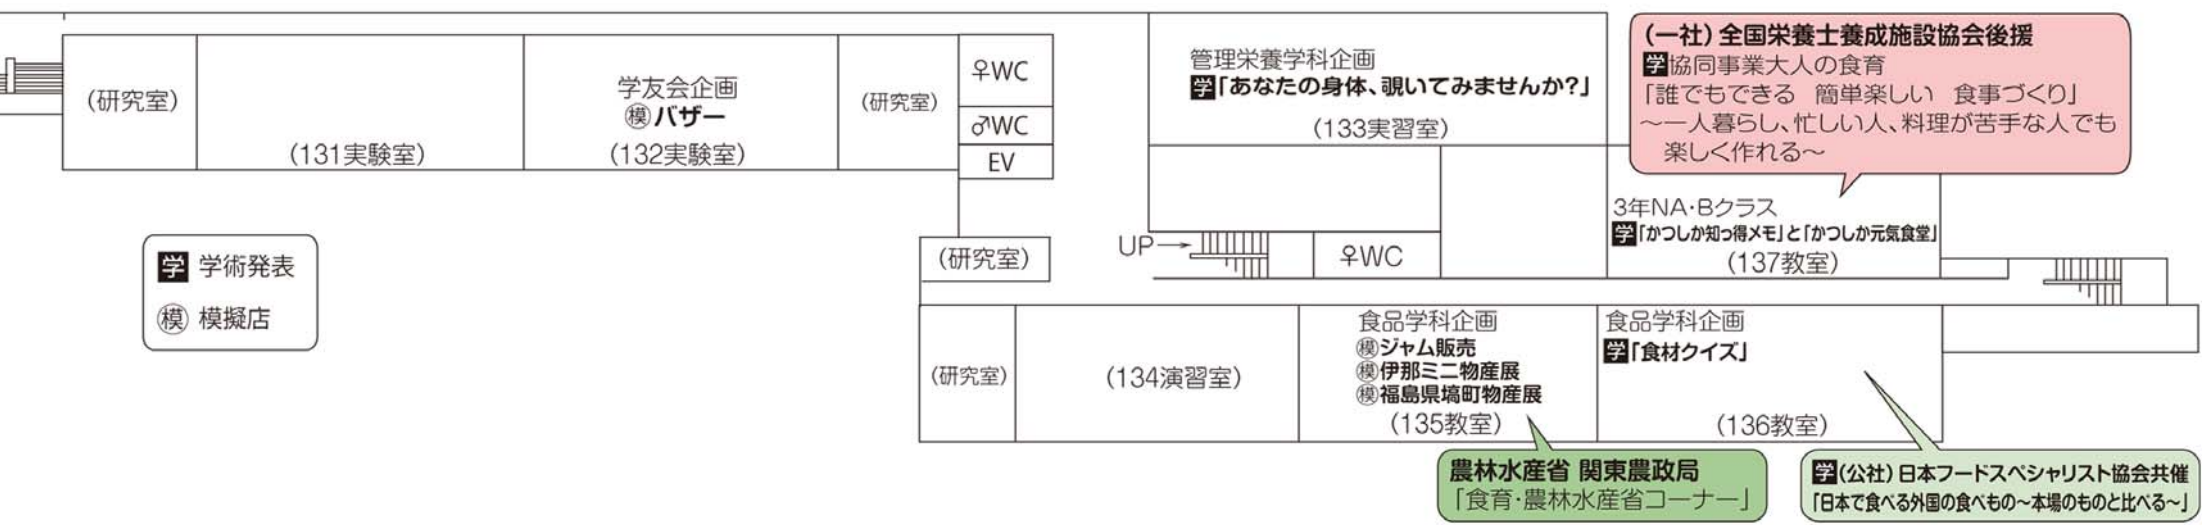 (研究室)
(131実験室)
学友会企画
㊢バザー
(132実験室)
(研究室)
♀WC
♂WC
EV
(研究室)
管理栄養学科企画
学「あなたの身体、覗いてみませんか?」
(133実習室)
(一社)全国栄養士養成施設協会後援
学協同事業大人の食育
「誰でもできる 簡単楽しい 食事づくり」
~一人暮らし、忙しい人、料理が苦手な人でも
楽しく作れる~
3年NA・Bクラス
学「かつしか知っ得メモ」と「かつしか元気食堂」
(137教室)
UP→
♀WC
学 学術発表
模 模擬店
(研究室)
(134演習室)
食品学科企画
模ジャム販売
模伊那ミニ物産展
模福島県塙町物産展
(135教室)
食品学科企画
学「食材クイズ」
(136教室)
農林水産省 関東農政局
「食育・農林水産省コーナー」
学(公社)日本フードスペシャリスト協会共催
「日本で食べる外国の食べもの~本場のものと比べる~」